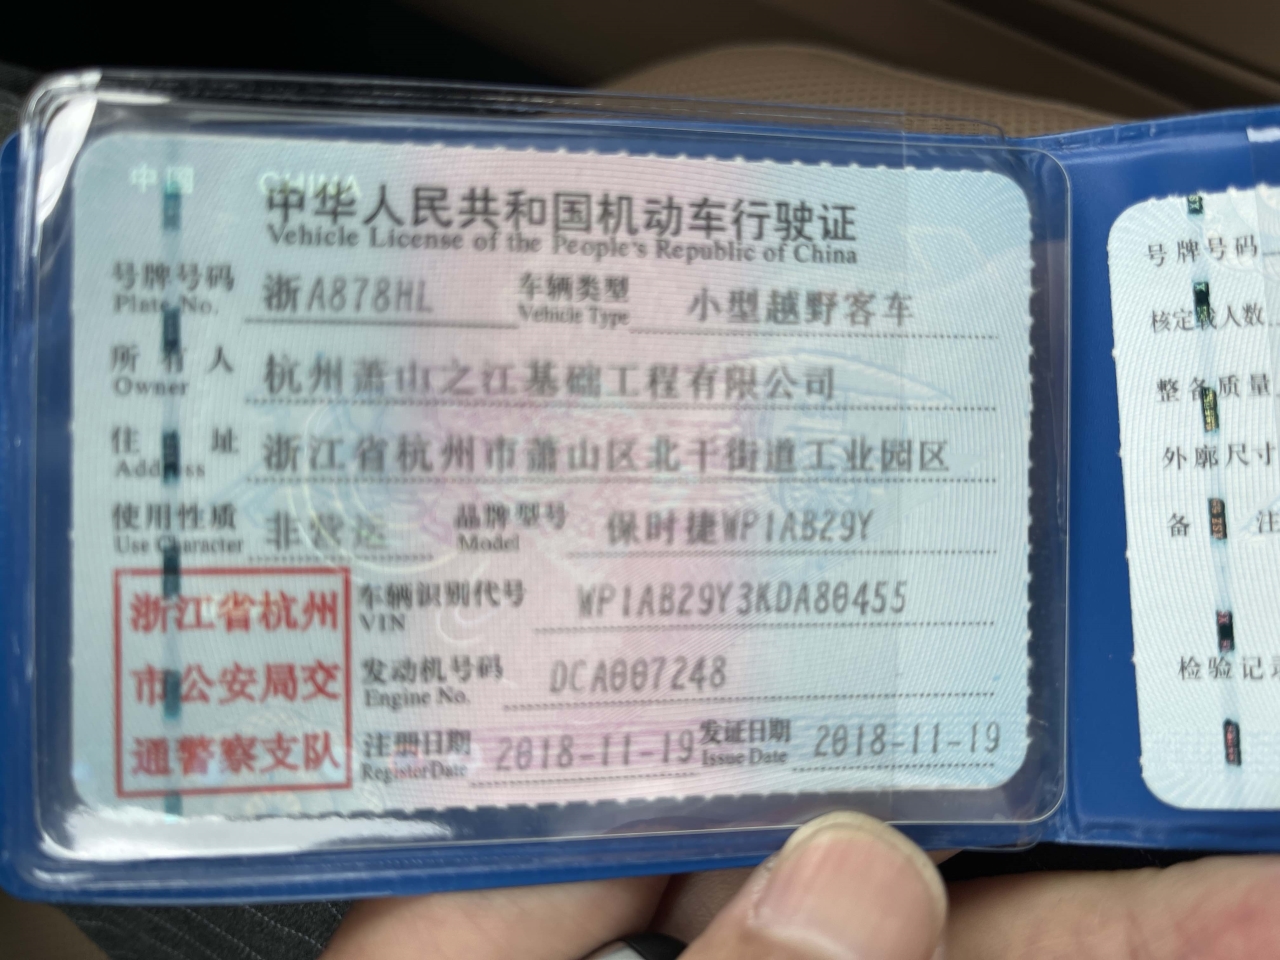 中国 CHINA
中华人民共和国机动车行驶证
Vehicle License of the People's Republic of China
号牌号码 浙A878HL 车辆类型 小型越野客车
Plate No. Vehicle Type
所有人 杭州萧山之江基础工程有限公司
Owner
住址 浙江省杭州市萧山区北干街道工业园区
Address
使用性质 非营运 品牌型号 保时捷WP1AB29Y
Use Character Model
浙江省杭州
市公安局交
通警察支队
车辆识别代号 WP1AB29Y3KDA80455
VIN
发动机号码 DCA007248
Engine No.
注册日期 2018-11-19 发证日期 2018-11-19
Register Date Issue Date
号牌号码
核定载人数
整备质量
外廓尺寸
备 注
检验记录